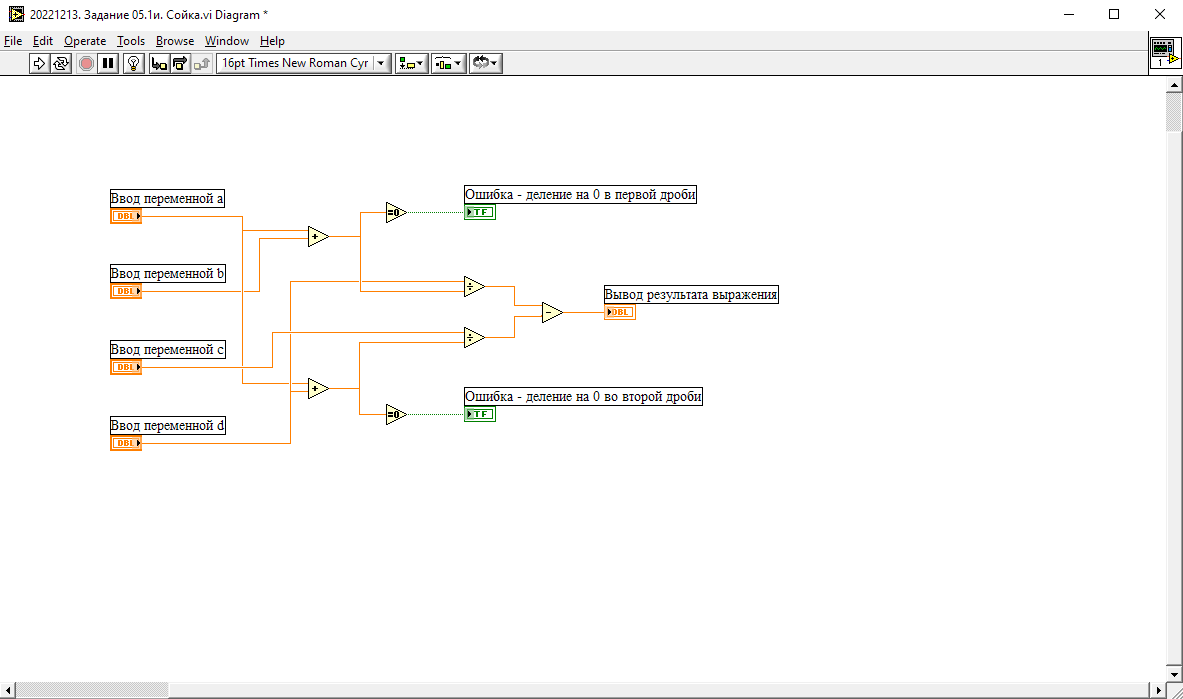 20221213. Задание 05.1и. Сойка.vi Diagram *
File Edit Operate Tools Browse Window Help
16pt Times New Roman Cyr
1
Ошибка - деление на 0 в первой дроби
TF
Ввод переменной a
DBL
=0
+
Ввод переменной b
DBL
÷
Вывод результата выражения
DBL
-
÷
Ввод переменной c
DBL
+
Ошибка - деление на 0 во второй дроби
TF
=0
Ввод переменной d
DBL